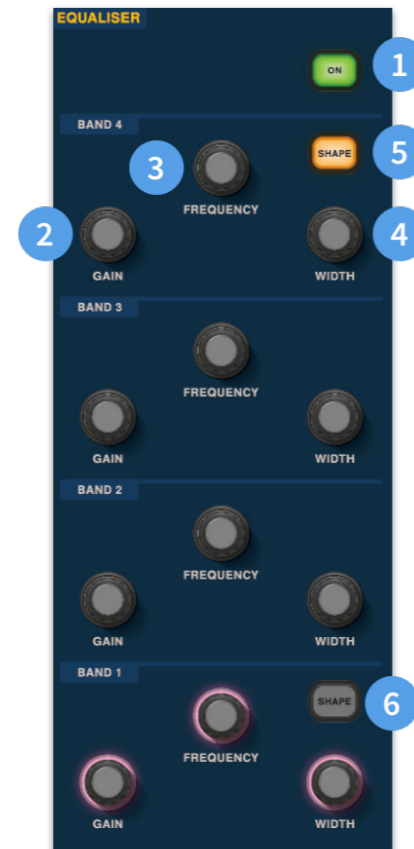 EQUALISER
ON
1
BAND 4
SHAPE
5
3
FREQUENCY
2
4
GAIN
WIDTH
BAND 3
FREQUENCY
GAIN
WIDTH
BAND 2
FREQUENCY
GAIN
WIDTH
BAND 1
SHAPE
6
FREQUENCY
GAIN
WIDTH